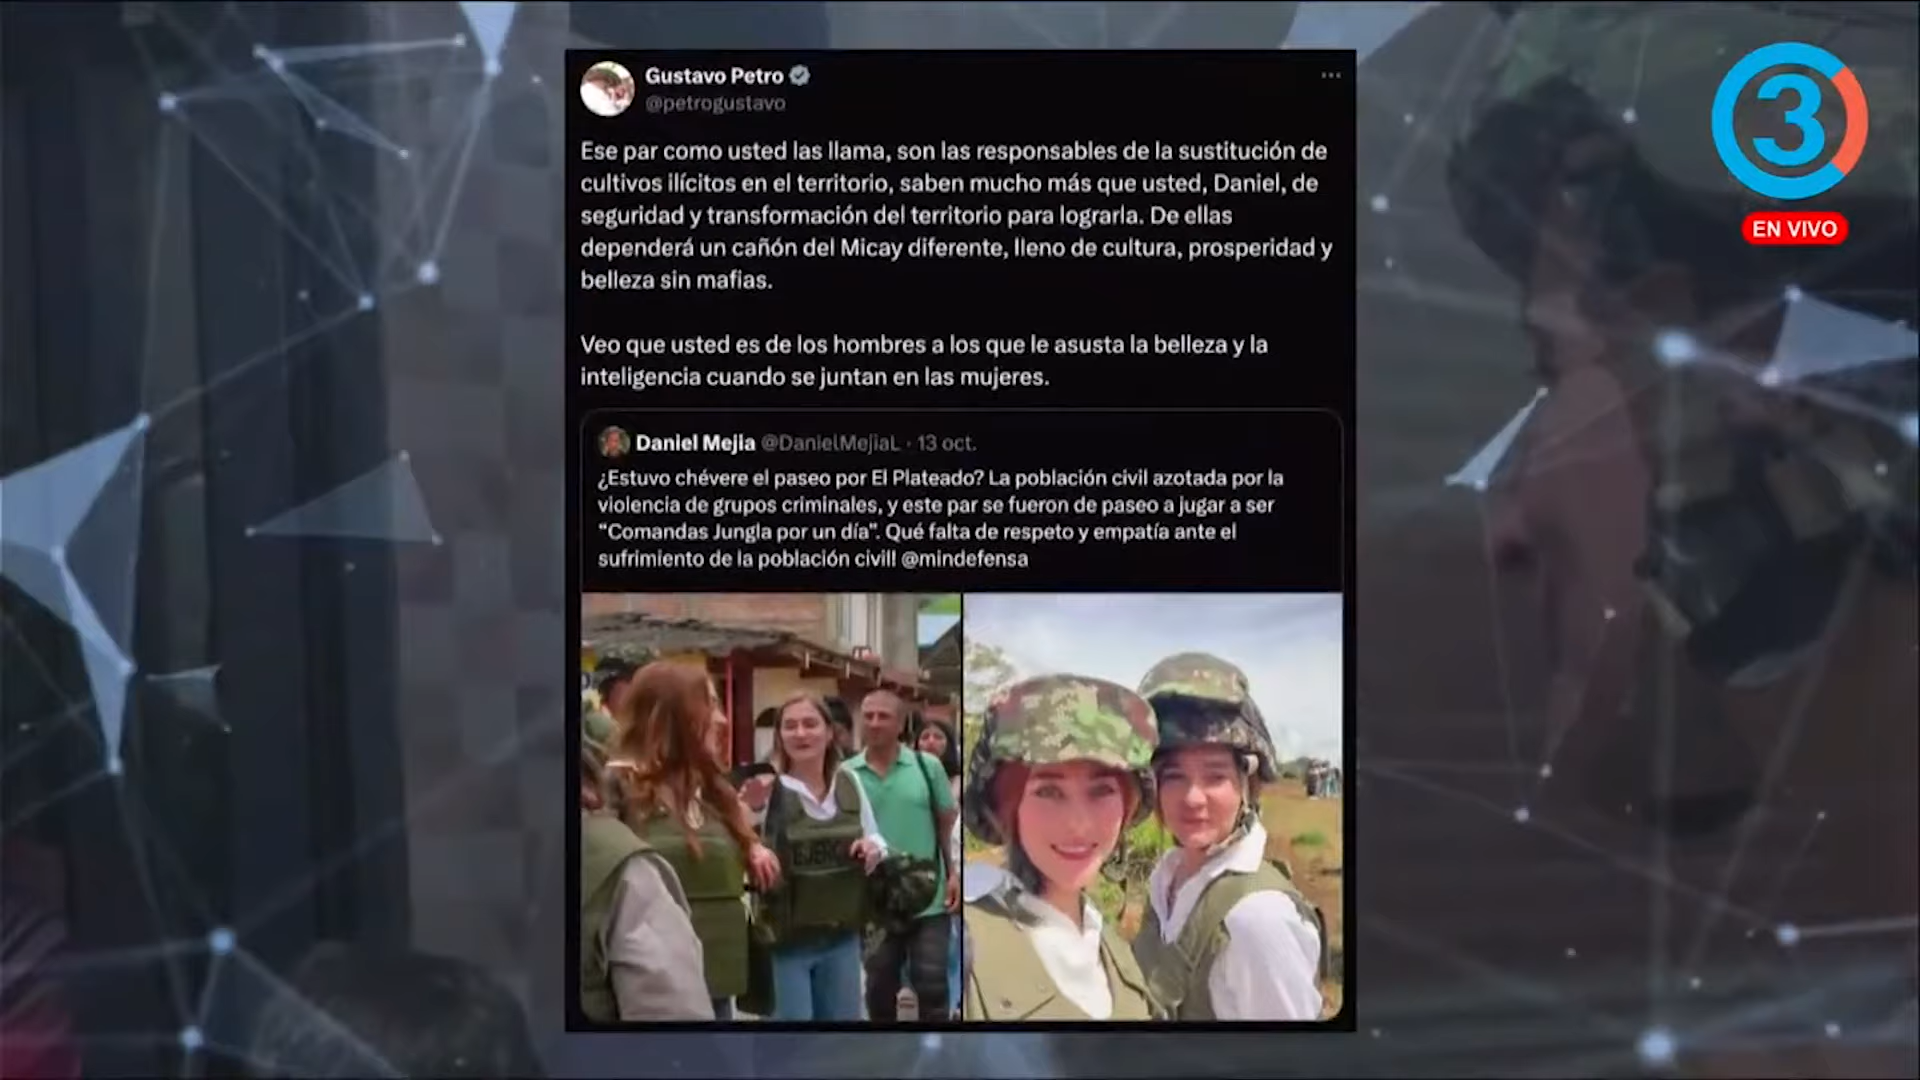 Gustavo Petro
@petrogustavo
Ese par como usted las llama, son las responsables de la sustitución de
cultivos ilícitos en el territorio, saben mucho más que usted, Daniel, de
seguridad y transformación del territorio para lograrla. De ellas
dependerá un cañón del Micay diferente, lleno de cultura, prosperidad y
belleza sin mafias.
Veo que usted es de los hombres a los que le asusta la belleza y la
inteligencia cuando se juntan en las mujeres.
Daniel Mejia @DanielMejiaL · 13 oct.
¿Estuvo chévere el paseo por El Plateado? La población civil azotada por la
violencia de grupos criminales, y este par se fueron de paseo a jugar a ser
“Comandas Jungla por un día”. Qué falta de respeto y empatía ante el
sufrimiento de la población civil! @mindefensa
3
EN VIVO